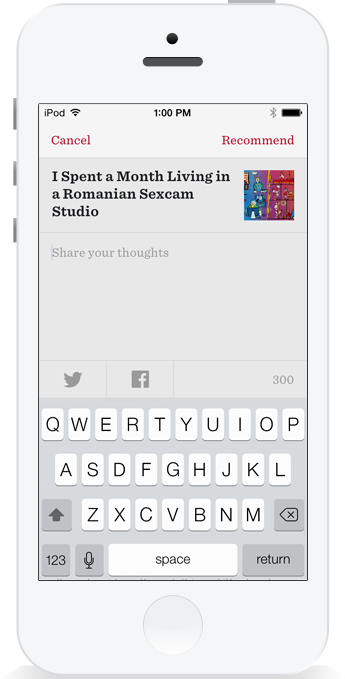 iPod 1:00 PM
Cancel Recommend
I Spent a Month Living in
a Romanian Sexcam
Studio
Share your thoughts
300
Q W E R T Y U I O P
A S D F G H J K L
Z X C V B N M
123 space return